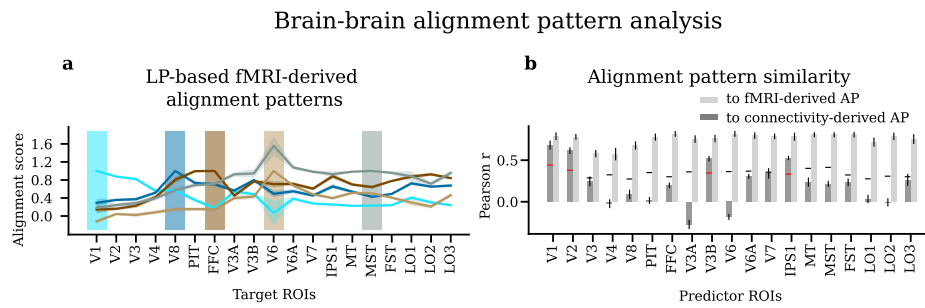 Brain-brain alignment pattern analysis
a
LP-based fMRI-derived
alignment patterns
Alignment score
1.6
1.2
0.8
0.4
0.0
V1
V2
V3
V4
V8
PIT
FFC
V3A
V3B
V6
V6A
V7
IPS1
MT
MST
FST
LO1
LO2
LO3
Target ROIs
b
Alignment pattern similarity
to fMRI-derived AP
to connectivity-derived AP
Pearson r
0.5
0.0
V1
V2
V3
V4
V8
PIT
FFC
V3A
V3B
V6
V6A
V7
IPS1
MT
MST
FST
LO1
LO2
LO3
Predictor ROIs